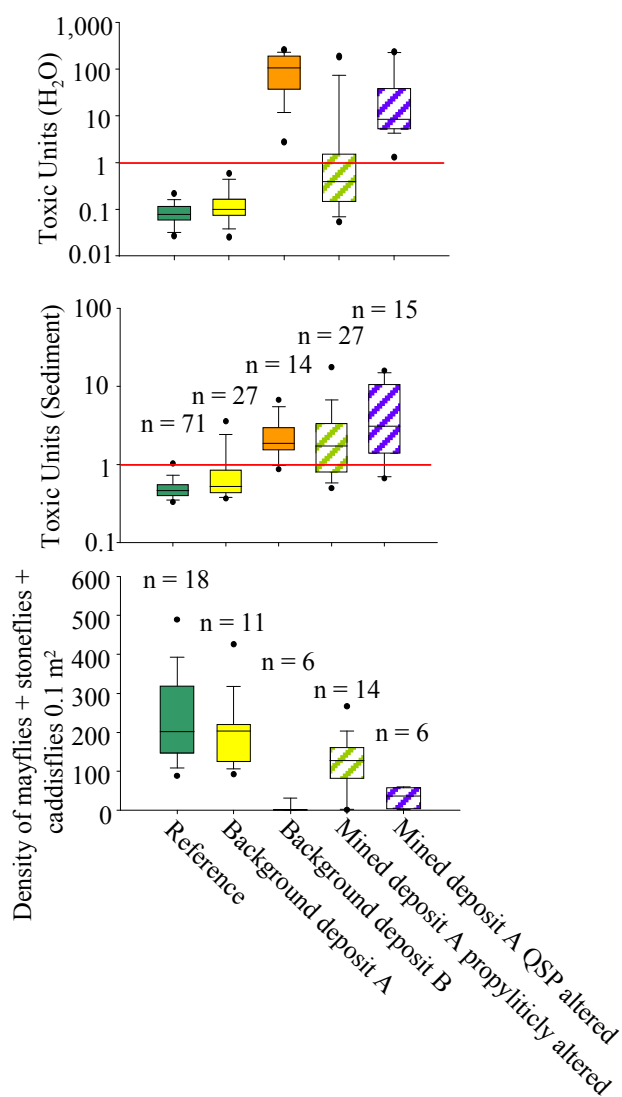 Toxic Units (H₂O)
1,000
100
10
1
0.1
0.01
Toxic Units (Sediment)
100
10
1
0.1
n = 71
n = 27
n = 14
n = 27
n = 15
Density of mayflies + stoneflies +
caddisflies 0.1 m²
600
500
400
300
200
100
0
n = 18
n = 11
n = 6
n = 14
n = 6
Reference
Background deposit A
Background deposit B
Mined deposit A propyliticly altered
Mined deposit A QSP altered